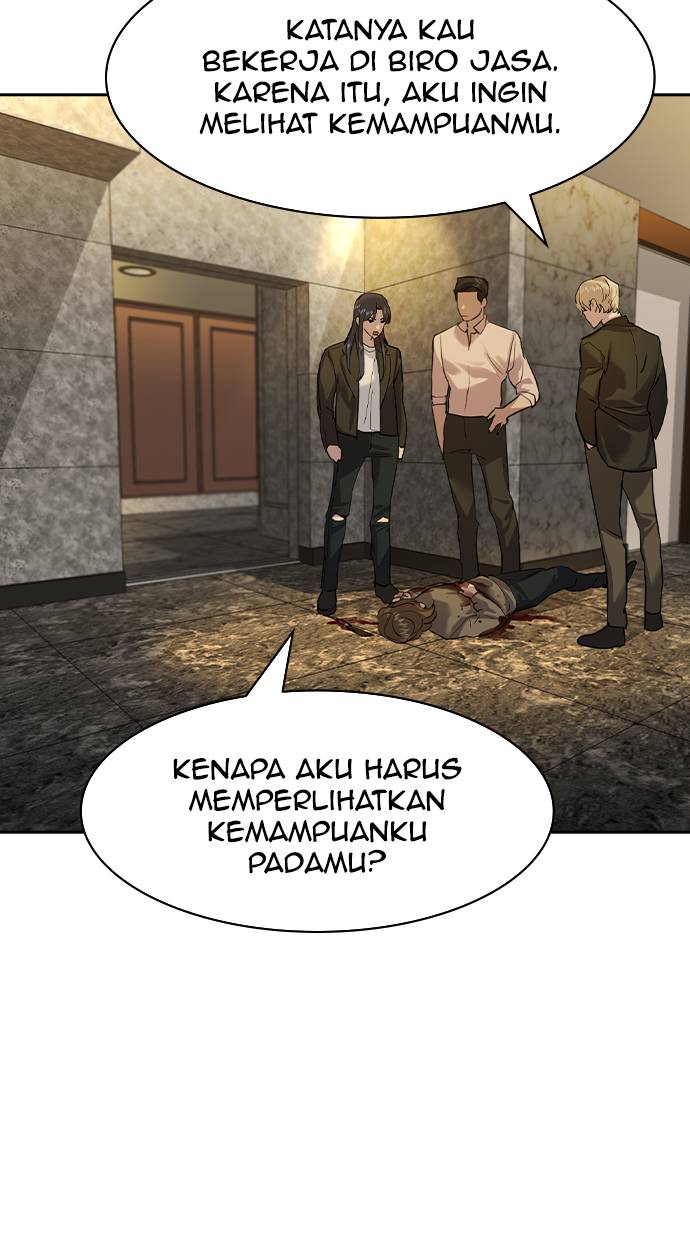 KATANYA KAU
BEKERJA DI BIRO JASA.
KARENA ITU, AKU INGIN
MELIHAT KEMAMPUANMU.
KENAPA AKU HARUS
MEMPERLIHATKAN
KEMAMPUANKU
PADAMU?